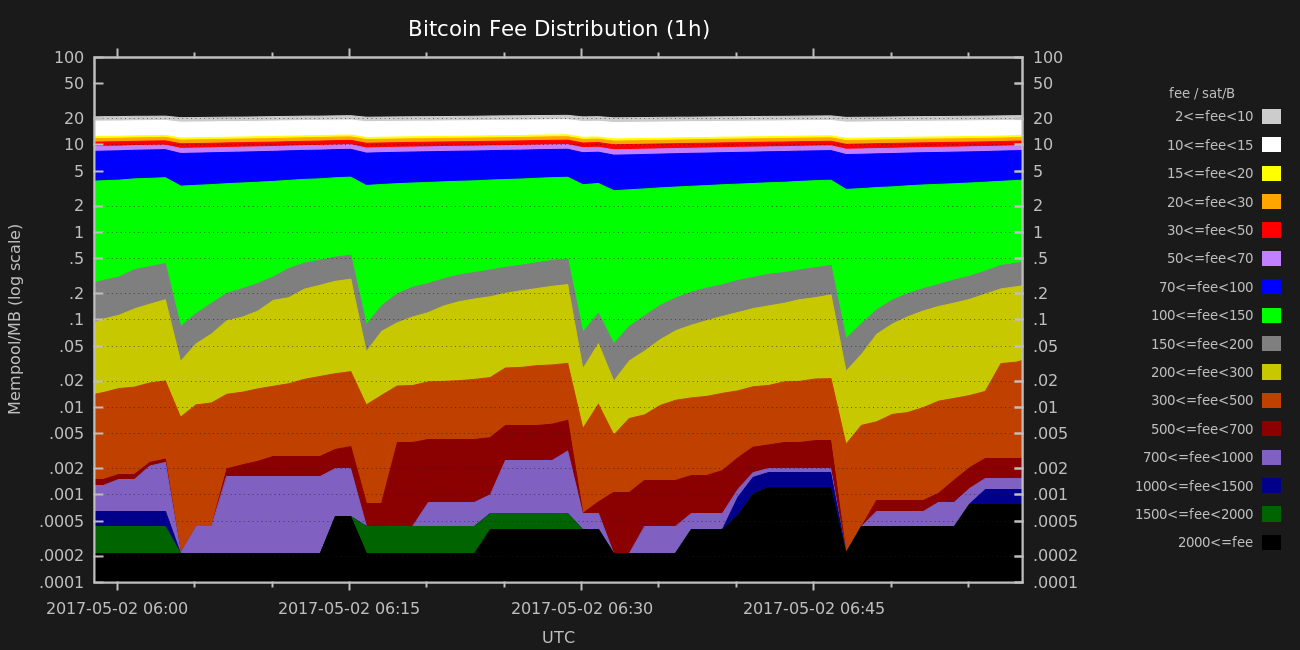 Bitcoin Fee Distribution (1h)
Mempool/MB (log scale)
100
50
20
10
5
2
1
.5
.2
.1
.05
.02
.01
.005
.002
.001
.0005
.0002
.0001
100
50
20
10
5
2
1
.5
.2
.1
.05
.02
.01
.005
.002
.001
.0005
.0002
.0001
2017-05-02 06:00 2017-05-02 06:15 2017-05-02 06:30 2017-05-02 06:45
UTC
fee / sat/B
2<=fee<10
10<=fee<15
15<=fee<20
20<=fee<30
30<=fee<50
50<=fee<70
70<=fee<100
100<=fee<150
150<=fee<200
200<=fee<300
300<=fee<500
500<=fee<700
700<=fee<1000
1000<=fee<1500
1500<=fee<2000
2000<=fee